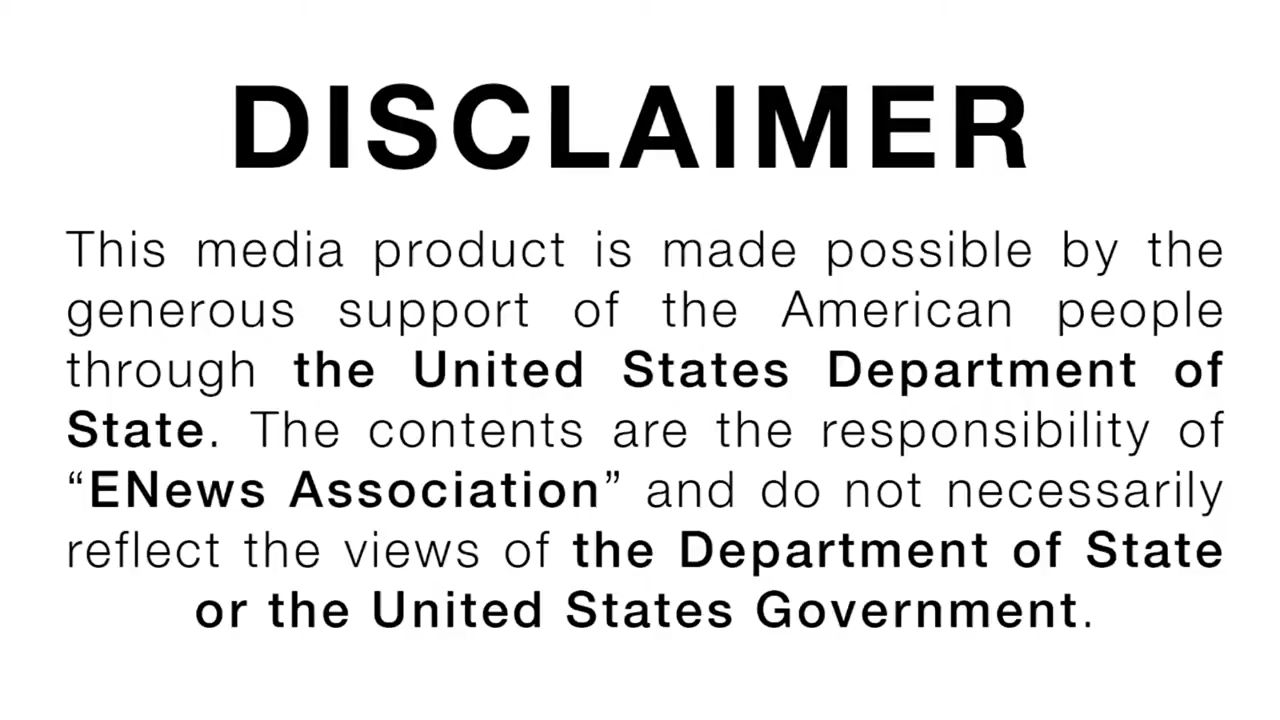 DISCLAIMER
This media product is made possible by the
generous support of the American people
through the United States Department of
State. The contents are the responsibility of
“ENews Association” and do not necessarily
reflect the views of the Department of State
or the United States Government.